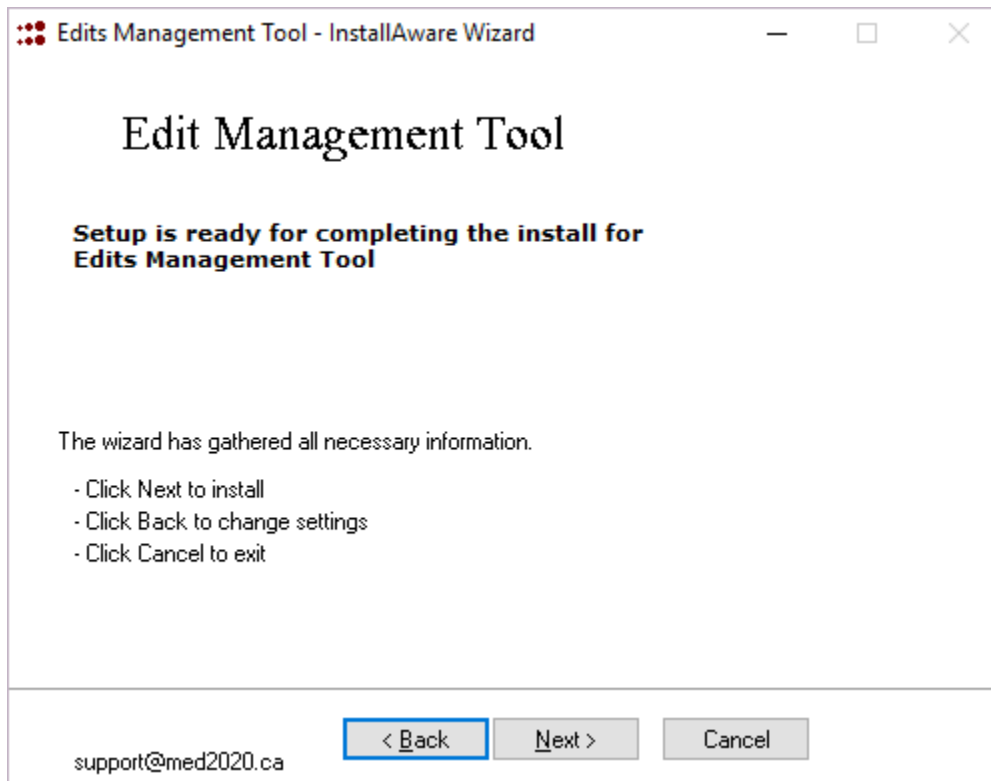 Edits Management Tool - InstallAware Wizard
Edit Management Tool
Setup is ready for completing the install for
Edits Management Tool
The wizard has gathered all necessary information.
- Click Next to install
- Click Back to change settings
- Click Cancel to exit
< Back Next > Cancel
support@med2020.ca